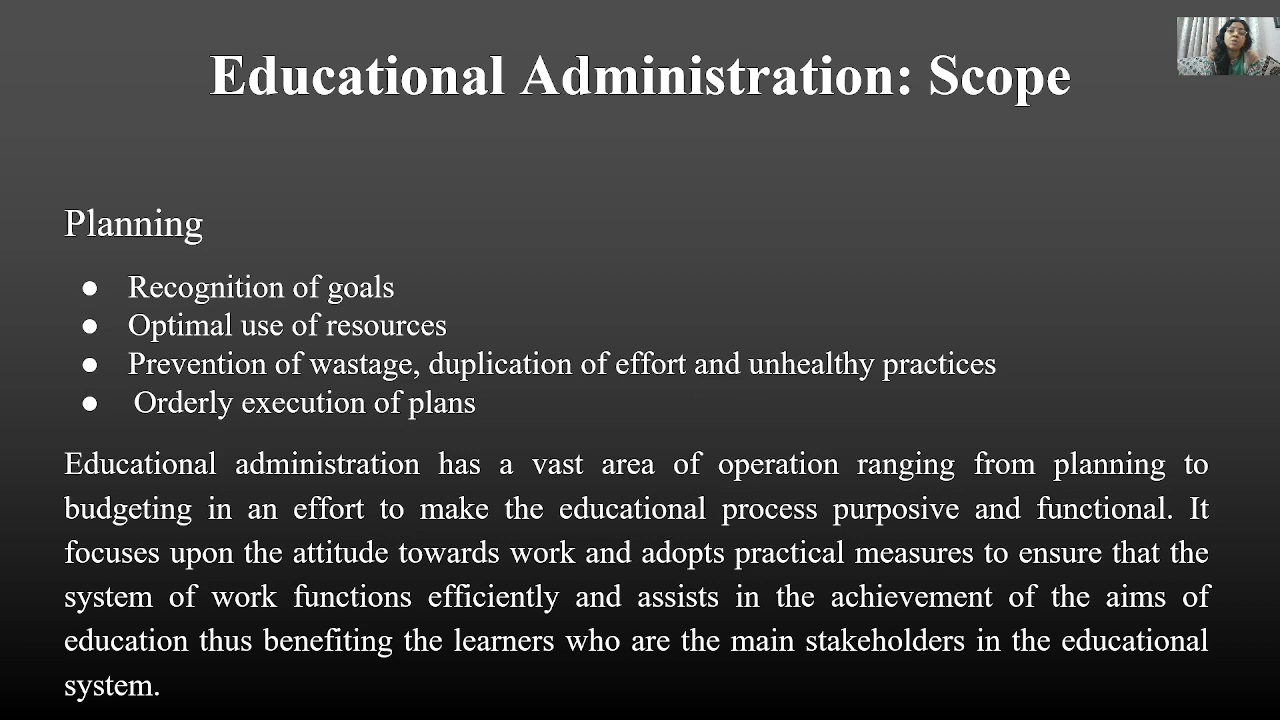 Educational Administration: Scope
Planning
● Recognition of goals
● Optimal use of resources
● Prevention of wastage, duplication of effort and unhealthy practices
● Orderly execution of plans
Educational administration has a vast area of operation ranging from planning to
budgeting in an effort to make the educational process purposive and functional. It
focuses upon the attitude towards work and adopts practical measures to ensure that the
system of work functions efficiently and assists in the achievement of the aims of
education thus benefiting the learners who are the main stakeholders in the educational
system.